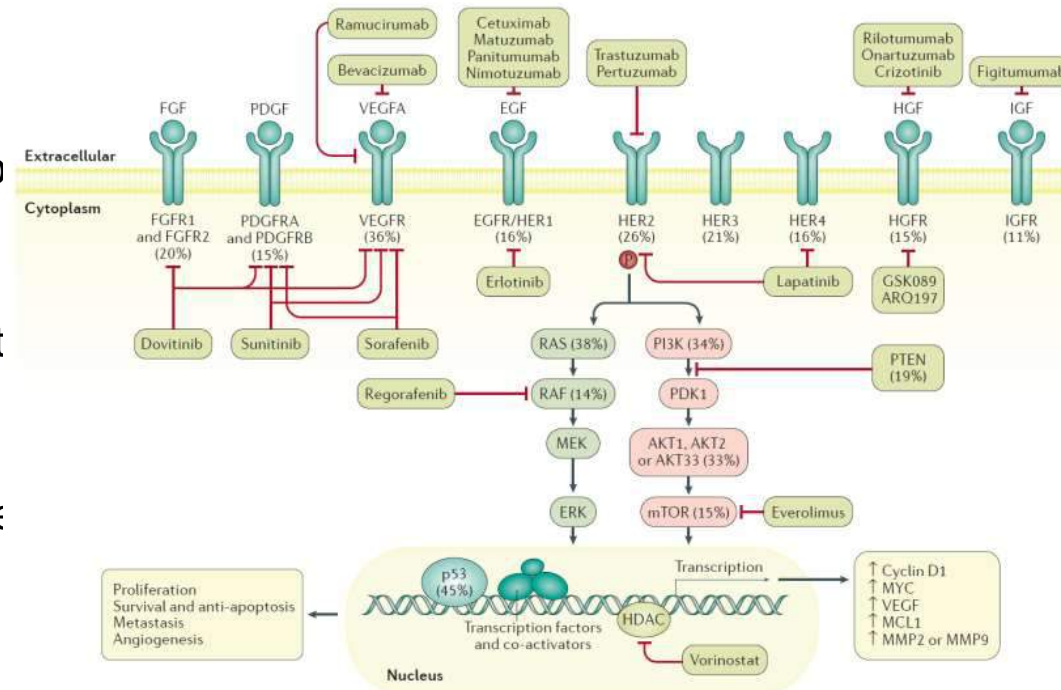 Ramucirumab
Cetuximab
Matuzumab
Panitumumab
Nimotuzumab
Trastuzumab
Pertuzumab
Rilotumumab
Onartuzumab
Crizotinib
Figitumumab
Bevacizumab
FGF
PDGF
VEGFA
EGF
HGF
IGF
Extracellular
Cytoplasm
FGFR1
and FGFR2
(20%)
PDGFRA
and PDGFRB
(15%)
VEGFR
(36%)
EGFR/HER1
(16%)
HER2
(26%)
HER3
(21%)
HER4
(16%)
HGFR
(15%)
IGFR
(11%)
P
Erlotinib
Lapatinib
GSK089
ARQ197
Dovitinib
Sunitinib
Sorafenib
RAS (38%)
PI3K (34%)
PTEN
(19%)
Regorafenib
RAF (14%)
PDK1
MEK
AKT1, AKT2
or AKT33 (33%)
ERK
mTOR (15%)
Everolimus
Proliferation
Survival and anti-apoptosis
Metastasis
Angiogenesis
p53
(45%)
Transcription
HDAC
Transcription factors
and co-activators
Vorinostat
Nucleus
↑ Cyclin D1
↑ MYC
↑ VEGF
↑ MCL1
↑ MMP2 or MMP9